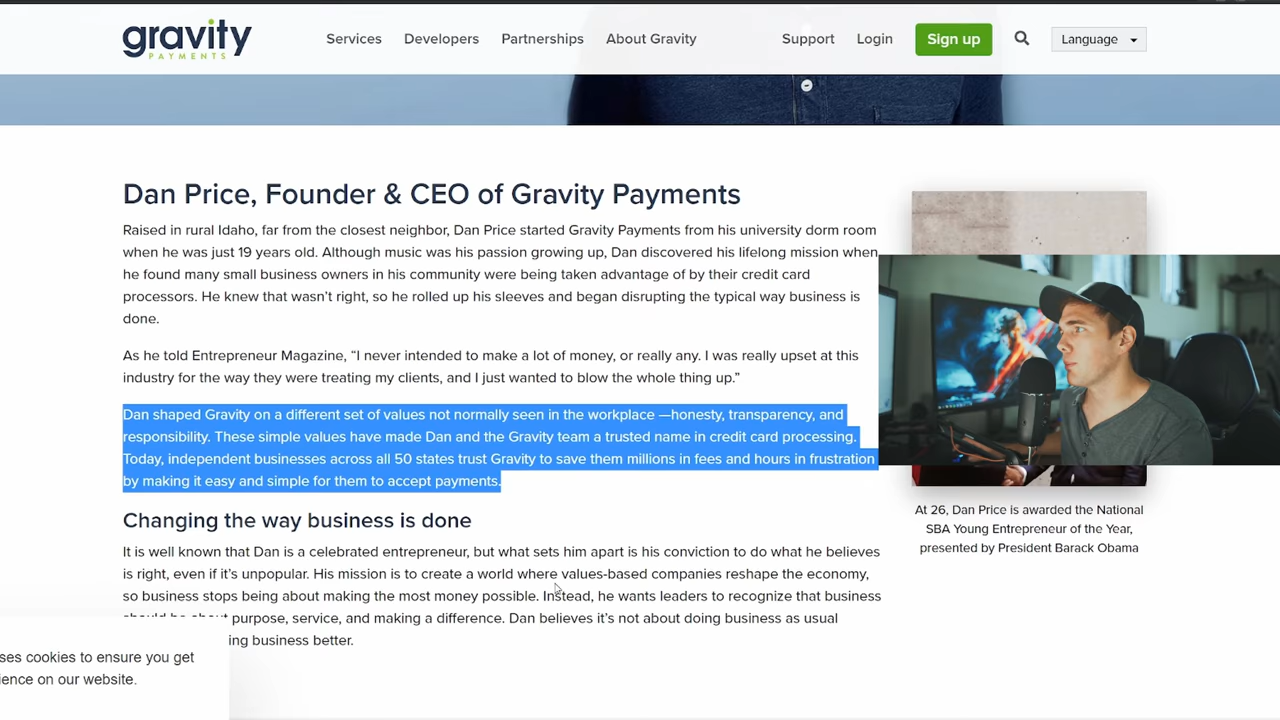 gravity
PAYMENTS
Services Developers Partnerships About Gravity Support Login Sign up Language
Dan Price, Founder & CEO of Gravity Payments
Raised in rural Idaho, far from the closest neighbor, Dan Price started Gravity Payments from his university dorm room
when he was just 19 years old. Although music was his passion growing up, Dan discovered his lifelong mission when
he found many small business owners in his community were being taken advantage of by their credit card
processors. He knew that wasn't right, so he rolled up his sleeves and began disrupting the typical way business is
done.
As he told Entrepreneur Magazine, “I never intended to make a lot of money, or really any. I was really upset at this
industry for the way they were treating my clients, and I just wanted to blow the whole thing up.”
Dan shaped Gravity on a different set of values not normally seen in the workplace —honesty, transparency, and
responsibility. These simple values have made Dan and the Gravity team a trusted name in credit card processing.
Today, independent businesses across all 50 states trust Gravity to save them millions in fees and hours in frustration
by making it easy and simple for them to accept payments.
At 26, Dan Price is awarded the National
SBA Young Entrepreneur of the Year,
presented by President Barack Obama
Changing the way business is done
It is well known that Dan is a celebrated entrepreneur, but what sets him apart is his conviction to do what he believes
is right, even if it's unpopular. His mission is to create a world where values-based companies reshape the economy,
so business stops being about making the most money possible. Instead, he wants leaders to recognize that business
purpose, service, and making a difference. Dan believes it's not about doing business as usual
ing business better.
ses cookies to ensure you get
ience on our website.